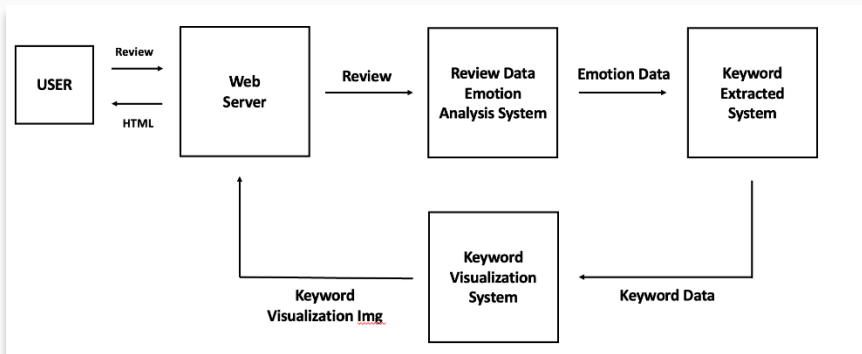 Review
USER
HTML
Web
Server
Review
Review Data
Emotion
Analysis System
Emotion Data
Keyword
Extracted
System
Keyword
Visualization
System
Keyword Data
Keyword
Visualization Img